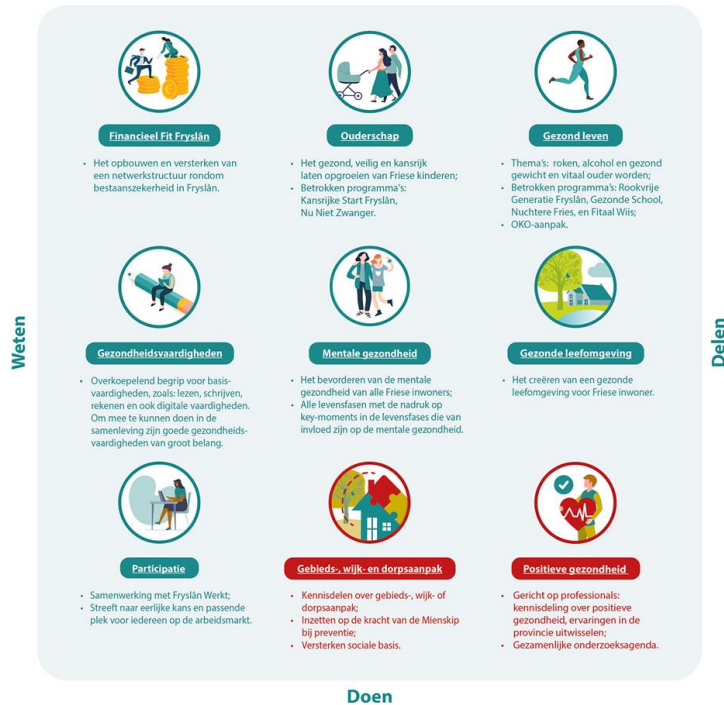 Financieel Fit Fryslân
• Het opbouwen en versterken van
een netwerkstructuur rondom
bestaanszekerheid in Fryslân.
Ouderschap
• Het gezond, veilig en kansrijk
laten opgroeien van Friese kinderen;
• Betrokken programma's:
Kansrijke Start Fryslân,
Nu Niet Zwanger.
Gezond leven
• Thema's: roken, alcohol en gezond
gewicht en vitaal ouder worden;
• Betrokken programma's: Rookvrije
Generatie Fryslân, Gezonde School,
Nuchtere Fries, en Fitaal Wiis;
• OKO-aanpak.
Weten
Gezondheidsvaardigheden
• Overkoepelend begrip voor basis-
vaardigheden, zoals: lezen, schrijven,
rekenen en ook digitale vaardigheden.
Om mee te kunnen doen in de
samenleving zijn goede gezondheids-
vaardigheden van groot belang.
Mentale gezondheid
• Het bevorderen van de mentale
gezondheid van alle Friese inwoners;
• Alle levensfasen met de nadruk op
key-moments in de levensfases die van
invloed zijn op de mentale gezondheid.
Gezonde leefomgeving
• Het creëren van een gezonde
leefomgeving voor Friese inwoner.
Delen
Participatie
• Samenwerking met Fryslân Werkt;
• Streeft naar eerlijke kans en passende
plek voor iedereen op de arbeidsmarkt.
Gebieds-, wijk- en dorpsaanpak
• Kennisdelen over gebieds-, wijk- of
dorpsaanpak;
• Inzetten op de kracht van de Mienskip
bij preventie;
• Versterken sociale basis.
Positieve gezondheid
• Gericht op professionals:
kennisdeling over positieve
gezondheid, ervaringen in de
provincie uitwisselen;
• Gezamenlijke onderzoeksagenda.
Doen